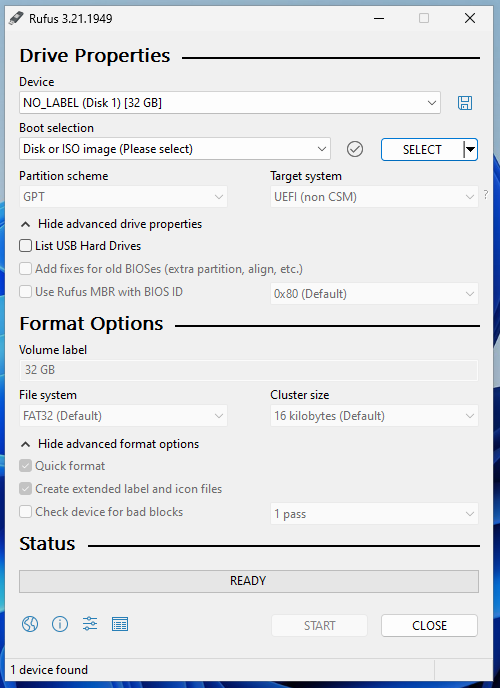 Rufus 3.21.1949
Drive Properties
Device
NO_LABEL (Disk 1) [32 GB]
Boot selection
Disk or ISO image (Please select)
SELECT
Partition scheme
Target system
GPT
UEFI (non CSM)
?
Hide advanced drive properties
List USB Hard Drives
Add fixes for old BIOSes (extra partition, align, etc.)
Use Rufus MBR with BIOS ID
0x80 (Default)
Format Options
Volume label
32 GB
File system
Cluster size
FAT32 (Default)
16 kilobytes (Default)
Hide advanced format options
Quick format
Create extended label and icon files
Check device for bad blocks
1 pass
Status
READY
START
CLOSE
1 device found